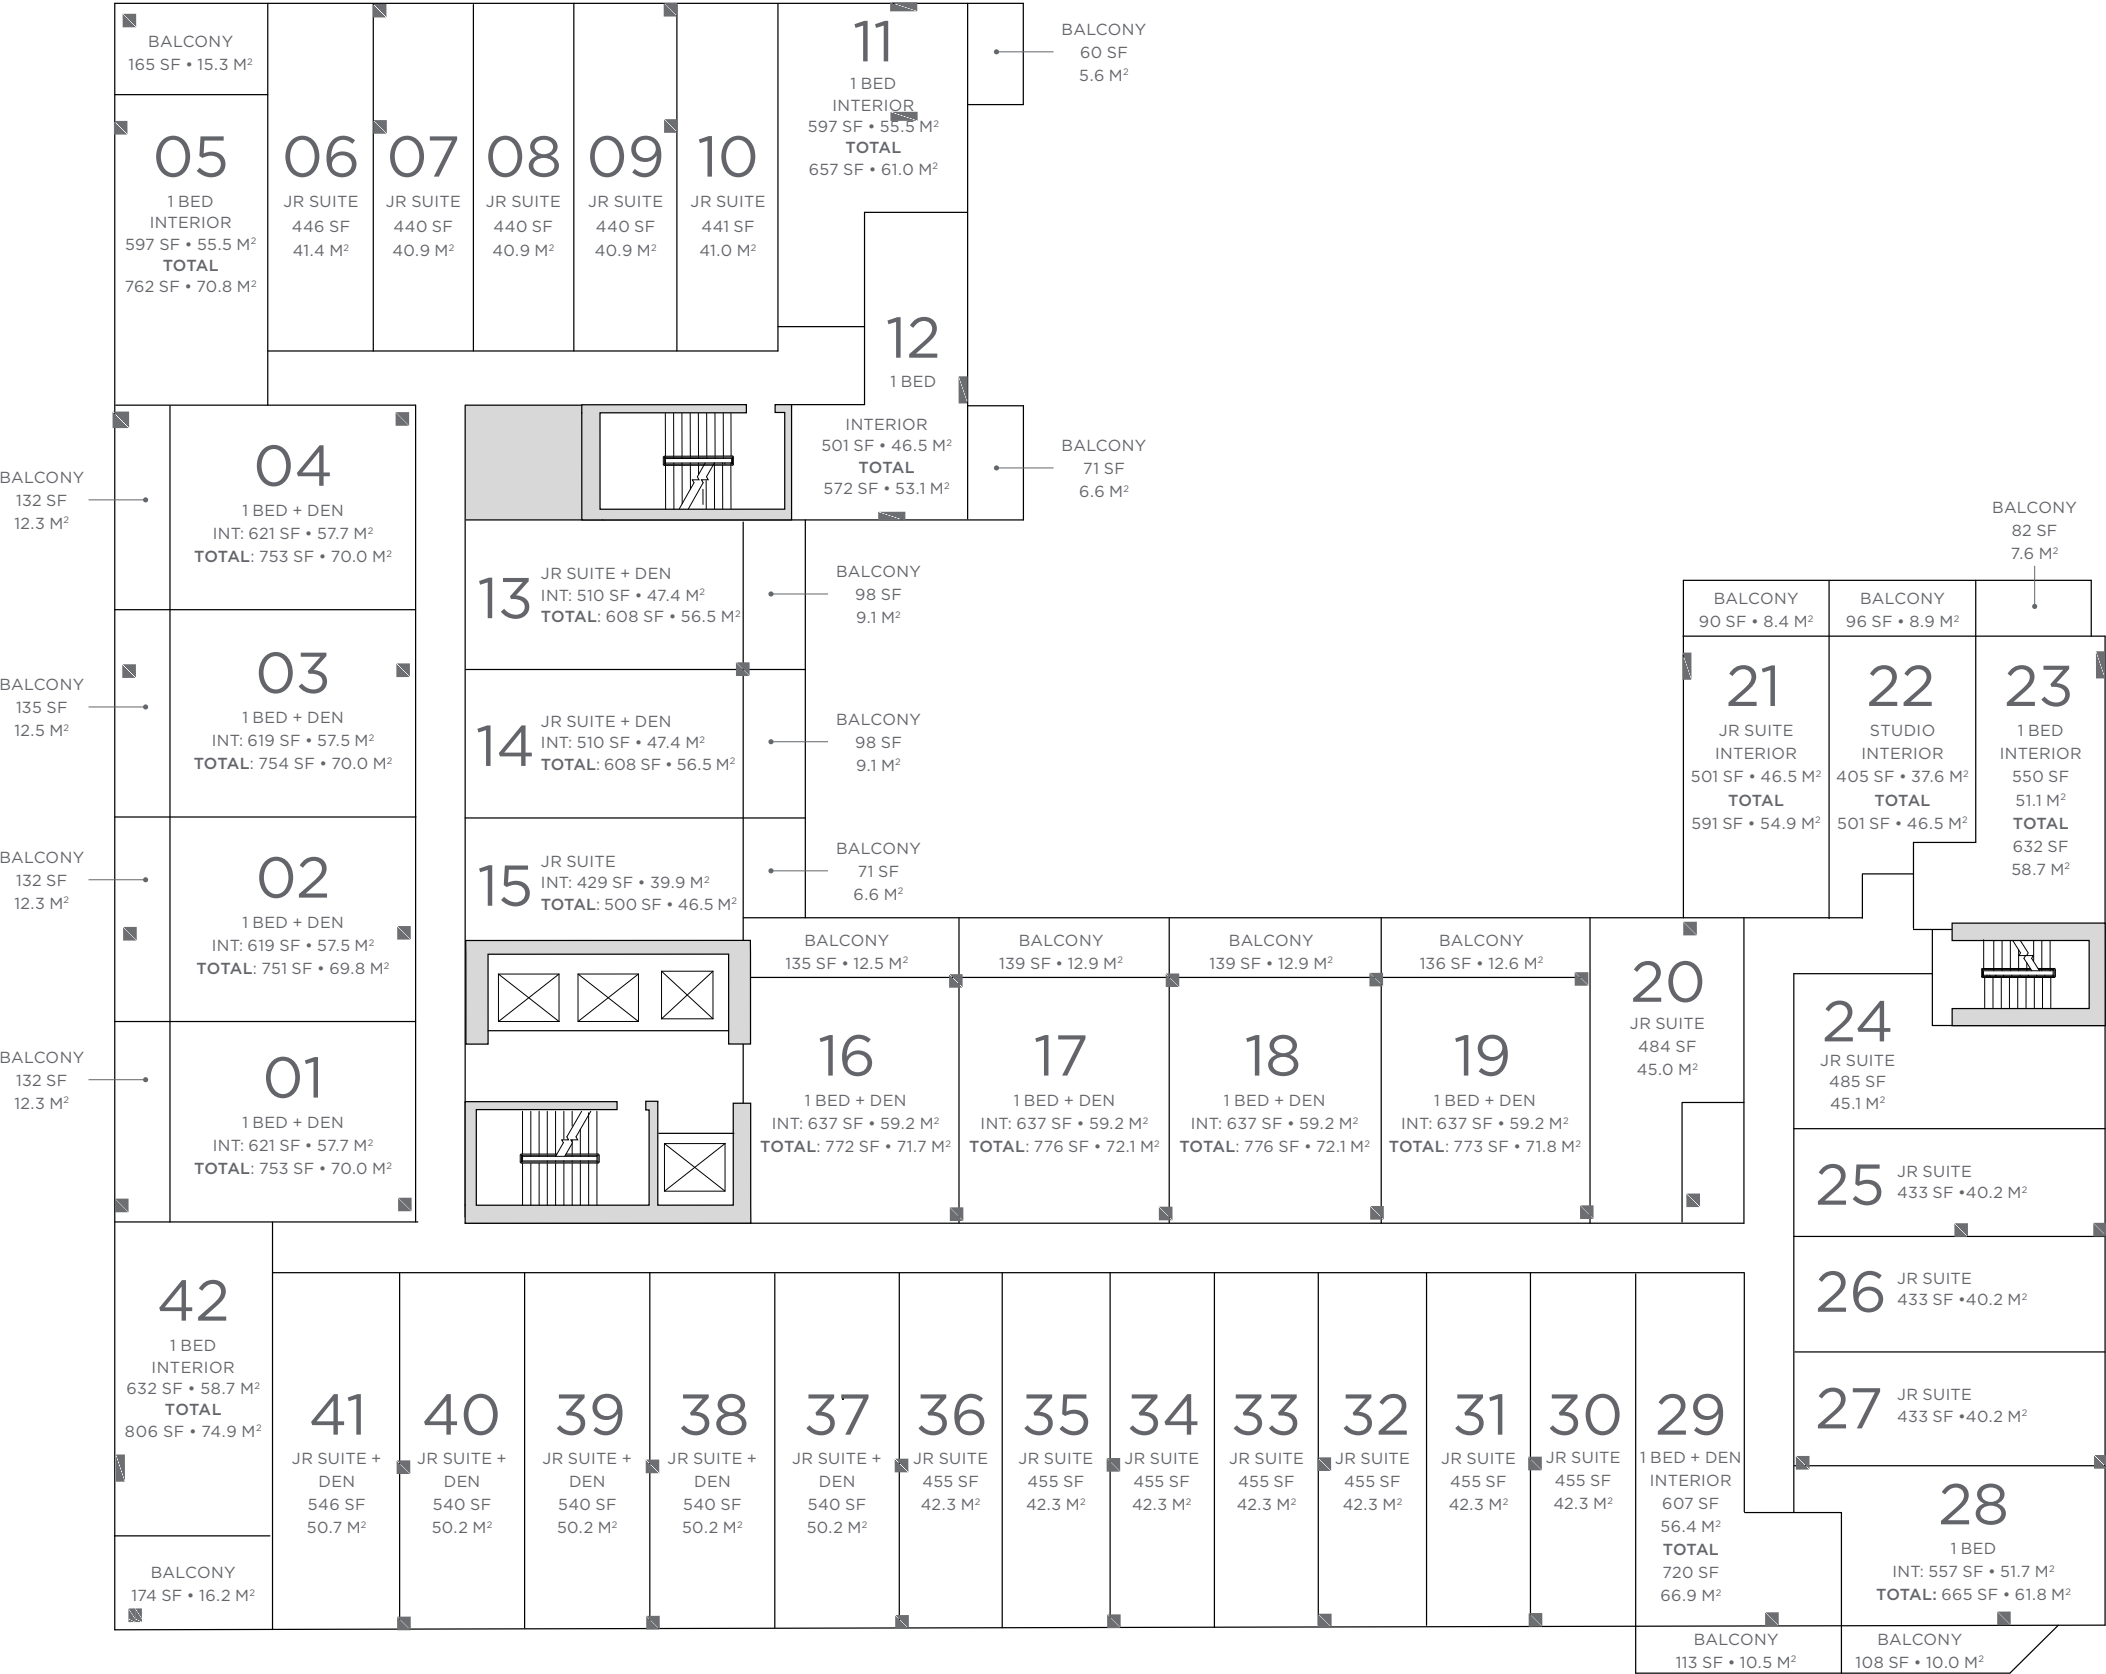 BALCONY
165 SF • 15.3 M²
05
1 BED
INTERIOR
597 SF • 55.5 M²
TOTAL
762 SF • 70.8 M²
06
JR SUITE
446 SF
41.4 M²
07
JR SUITE
440 SF
40.9 M²
08
JR SUITE
440 SF
40.9 M²
09
JR SUITE
440 SF
40.9 M²
10
JR SUITE
441 SF
41.0 M²
11
1 BED
INTERIOR
597 SF • 55.5 M²
TOTAL
657 SF • 61.0 M²
BALCONY
60 SF
5.6 M²
12
1 BED
INTERIOR
501 SF • 46.5 M²
TOTAL
572 SF • 53.1 M²
BALCONY
71 SF
6.6 M²
BALCONY
132 SF
12.3 M²
04
1 BED + DEN
INT: 621 SF • 57.7 M²
TOTAL: 753 SF • 70.0 M²
BALCONY
135 SF
12.5 M²
03
1 BED + DEN
INT: 619 SF • 57.5 M²
TOTAL: 754 SF • 70.0 M²
BALCONY
132 SF
12.3 M²
02
1 BED + DEN
INT: 619 SF • 57.5 M²
TOTAL: 751 SF • 69.8 M²
BALCONY
132 SF
12.3 M²
01
1 BED + DEN
INT: 621 SF • 57.7 M²
TOTAL: 753 SF • 70.0 M²
13
JR SUITE + DEN
INT: 510 SF • 47.4 M²
TOTAL: 608 SF • 56.5 M²
BALCONY
98 SF
9.1 M²
14
JR SUITE + DEN
INT: 510 SF • 47.4 M²
TOTAL: 608 SF • 56.5 M²
BALCONY
98 SF
9.1 M²
15
JR SUITE
INT: 429 SF • 39.9 M²
TOTAL: 500 SF • 46.5 M²
BALCONY
71 SF
6.6 M²
BALCONY
135 SF • 12.5 M²
16
1 BED + DEN
INT: 637 SF • 59.2 M²
TOTAL: 772 SF • 71.7 M²
BALCONY
139 SF • 12.9 M²
17
1 BED + DEN
INT: 637 SF • 59.2 M²
TOTAL: 776 SF • 72.1 M²
BALCONY
139 SF • 12.9 M²
18
1 BED + DEN
INT: 637 SF • 59.2 M²
TOTAL: 776 SF • 72.1 M²
BALCONY
136 SF • 12.6 M²
19
1 BED + DEN
INT: 637 SF • 59.2 M²
TOTAL: 773 SF • 71.8 M²
20
JR SUITE
484 SF
45.0 M²
BALCONY
90 SF • 8.4 M²
21
JR SUITE
INTERIOR
501 SF • 46.5 M²
TOTAL
591 SF • 54.9 M²
BALCONY
96 SF • 8.9 M²
22
STUDIO
INTERIOR
405 SF • 37.6 M²
TOTAL
501 SF • 46.5 M²
BALCONY
82 SF
7.6 M²
23
1 BED
INTERIOR
550 SF
51.1 M²
TOTAL
632 SF
58.7 M²
24
JR SUITE
485 SF
45.1 M²
25
JR SUITE
433 SF •40.2 M²
26
JR SUITE
433 SF •40.2 M²
27
JR SUITE
433 SF •40.2 M²
28
1 BED
INT: 557 SF • 51.7 M²
TOTAL: 665 SF • 61.8 M²
BALCONY
108 SF • 10.0 M²
42
1 BED
INTERIOR
632 SF • 58.7 M²
TOTAL
806 SF • 74.9 M²
BALCONY
174 SF • 16.2 M²
41
JR SUITE +
DEN
546 SF
50.7 M²
40
JR SUITE +
DEN
540 SF
50.2 M²
39
JR SUITE +
DEN
540 SF
50.2 M²
38
JR SUITE +
DEN
540 SF
50.2 M²
37
JR SUITE +
DEN
540 SF
50.2 M²
36
JR SUITE
455 SF
42.3 M²
35
JR SUITE
455 SF
42.3 M²
34
JR SUITE
455 SF
42.3 M²
33
JR SUITE
455 SF
42.3 M²
32
JR SUITE
455 SF
42.3 M²
31
JR SUITE
455 SF
42.3 M²
30
JR SUITE
455 SF
42.3 M²
29
1 BED + DEN
INTERIOR
607 SF
56.4 M²
TOTAL
720 SF
66.9 M²
BALCONY
113 SF • 10.5 M²